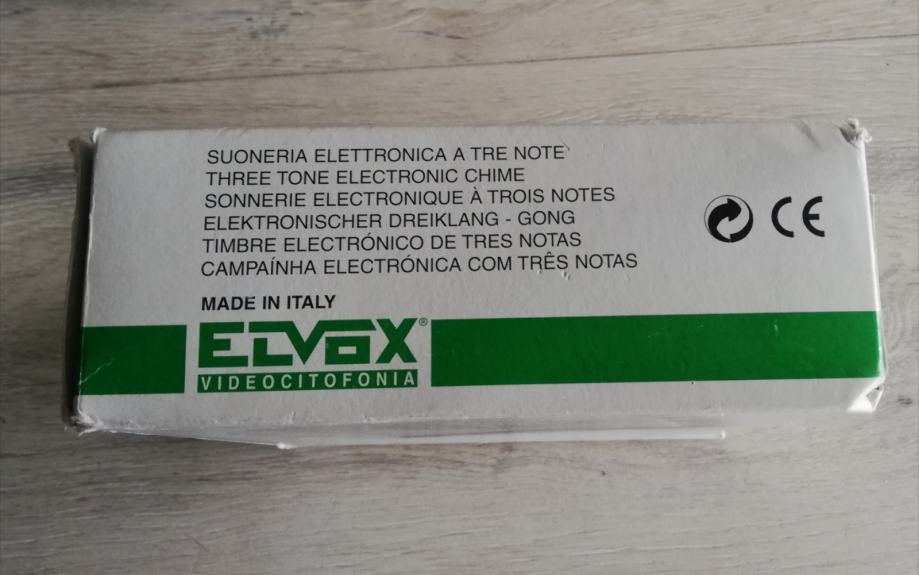 SUONERIA ELETTRONICA A TRE NOTE
THREE TONE ELECTRONIC CHIME
SONNERIE ELECTRONIQUE À TROIS NOTES
ELEKTRONISCHER DREIKLANG - GONG
TIMBRE ELECTRÓNICO DE TRES NOTAS
CAMPAÍNHA ELECTRÓNICA COM TRÊS NOTAS
CE
MADE IN ITALY
ELVOX®
VIDEOCITOFONIA